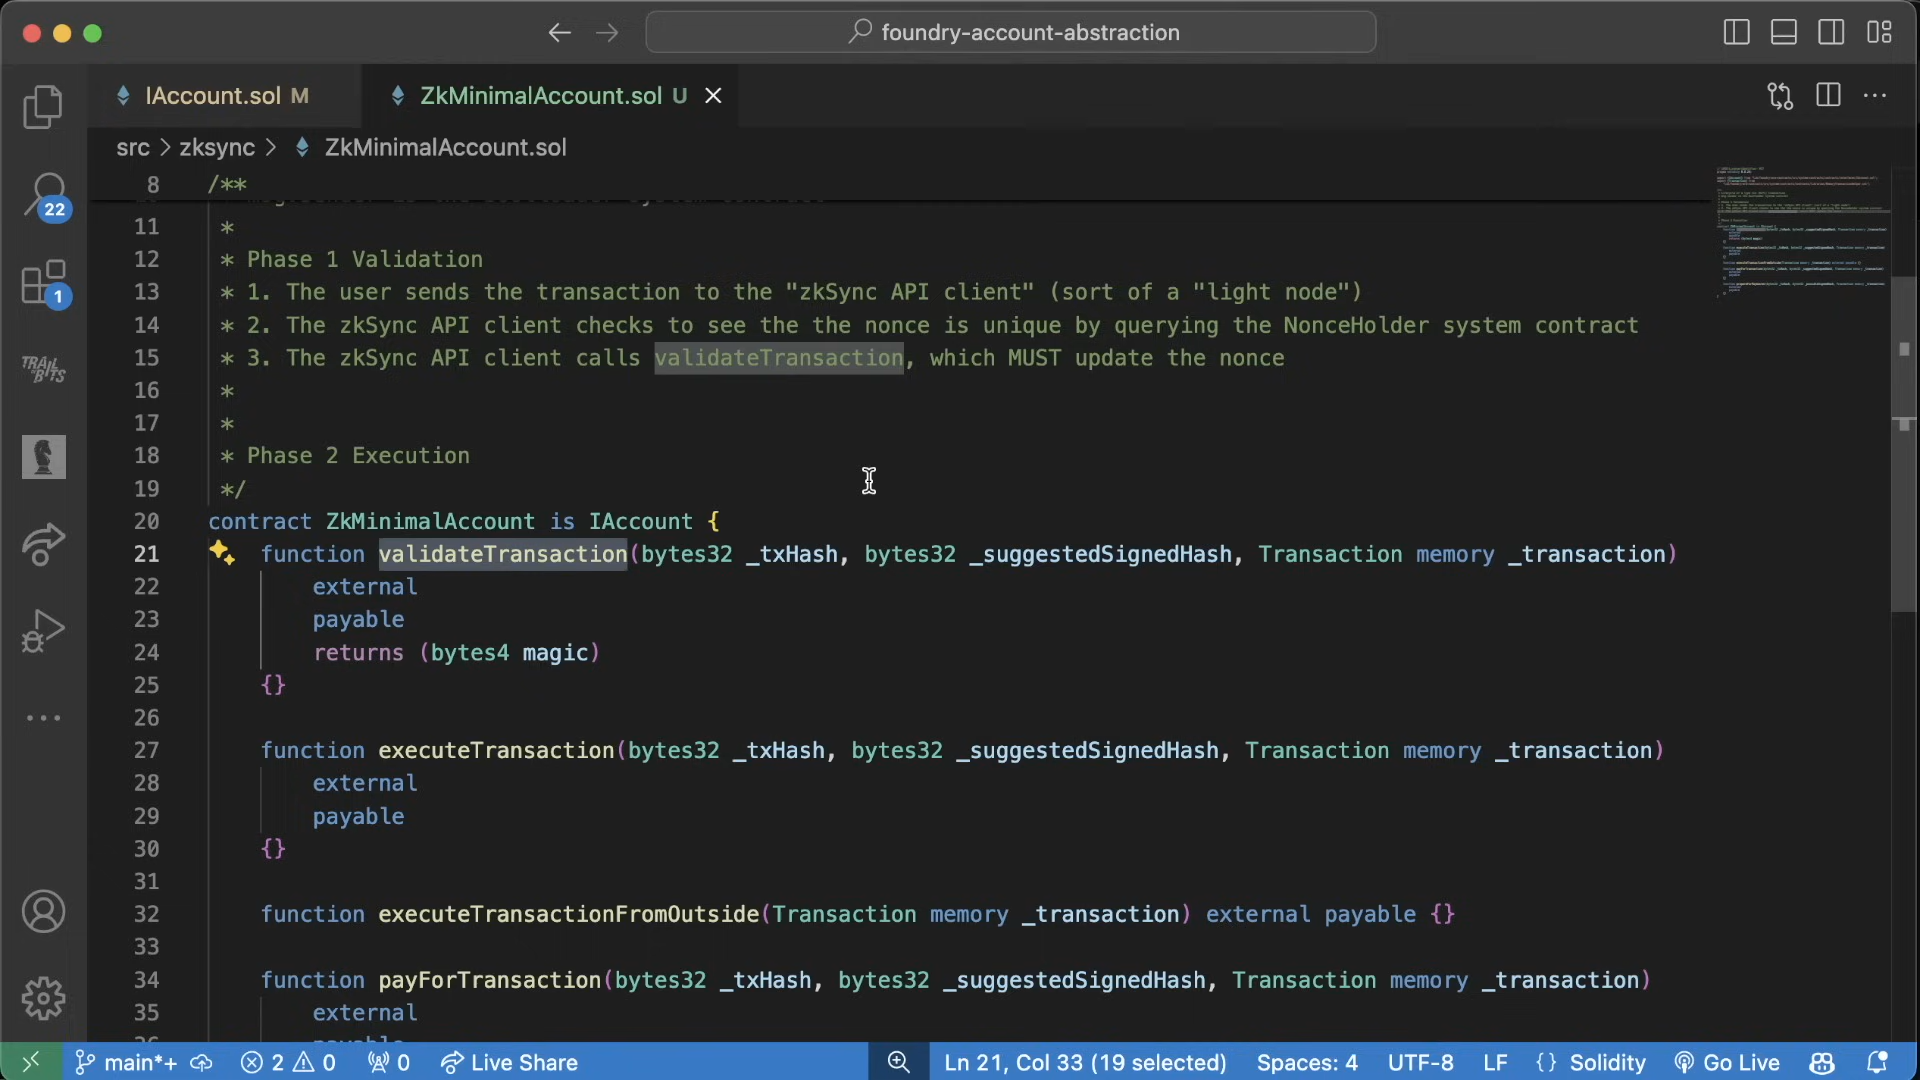 foundry-account-abstraction
IAccount.sol M
ZkMinimalAccount.sol U
src > zksync > ZkMinimalAccount.sol
8 /**
11 *
12 * Phase 1 Validation
13 * 1. The user sends the transaction to the "zkSync API client" (sort of a "light node")
14 * 2. The zkSync API client checks to see the the nonce is unique by querying the NonceHolder system contract
15 * 3. The zkSync API client calls validateTransaction, which MUST update the nonce
16 *
17 *
18 * Phase 2 Execution
19 */
20 contract ZkMinimalAccount is IAccount {
21 function validateTransaction(bytes32 _txHash, bytes32 _suggestedSignedHash, Transaction memory _transaction)
22 external
23 payable
24 returns (bytes4 magic)
25 {}
26
27 function executeTransaction(bytes32 _txHash, bytes32 _suggestedSignedHash, Transaction memory _transaction)
28 external
29 payable
30 {}
31
32 function executeTransactionFromOutside(Transaction memory _transaction) external payable {}
33
34 function payForTransaction(bytes32 _txHash, bytes32 _suggestedSignedHash, Transaction memory _transaction)
35 external
22
1
TRAIL OF BITS
main*+ 2 0 0 Live Share Ln 21, Col 33 (19 selected) Spaces: 4 UTF-8 LF {} Solidity Go Live